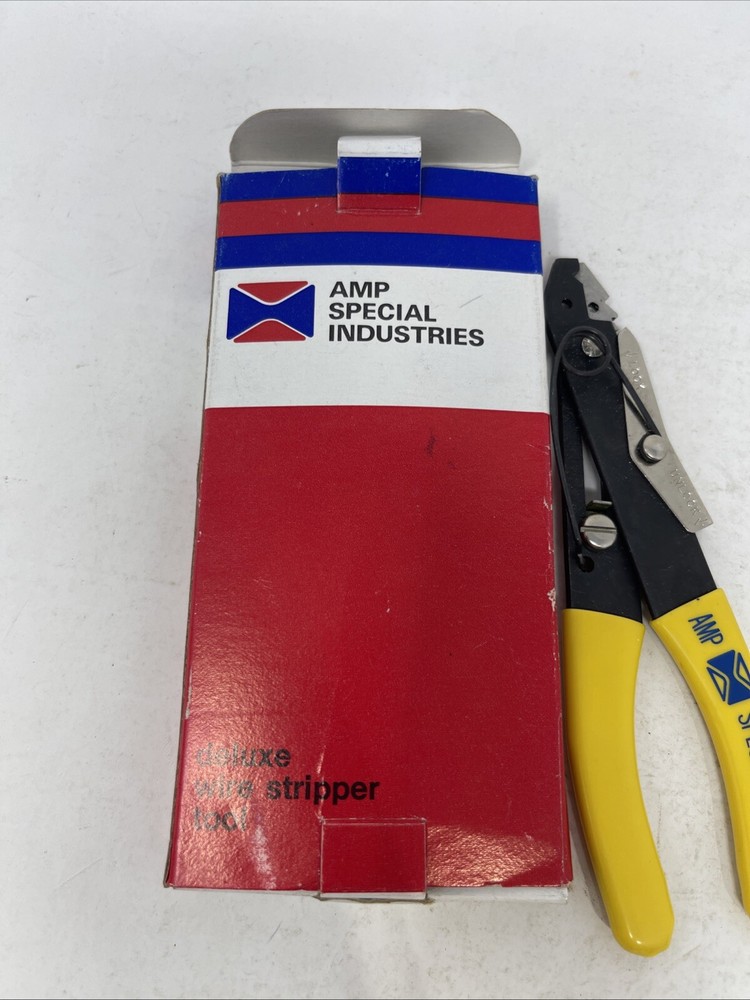 AMP
SPECIAL
INDUSTRIES
deluxe
wire stripper
tool
AMP